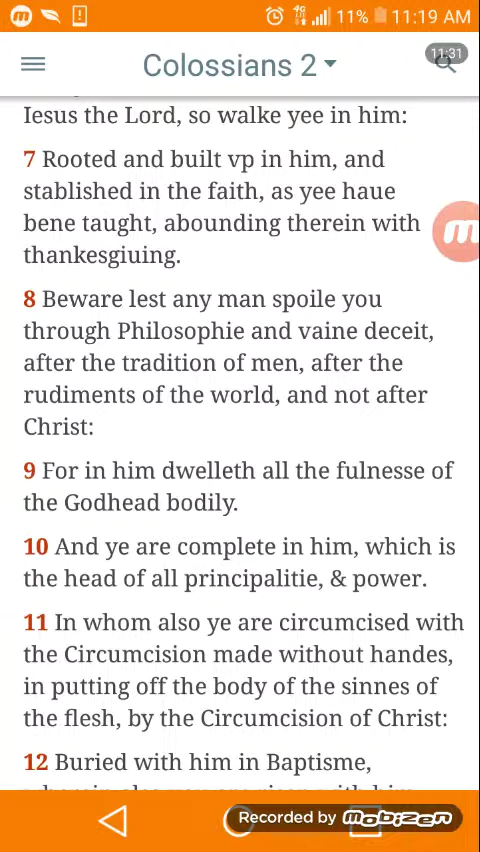 4G
11% 11:19 AM
Colossians 2
11:31
Iesus the Lord, so walke yee in him:
7 Rooted and built vp in him, and
stablished in the faith, as yee haue
bene taught, abounding therein with
thankesgiuing.
8 Beware lest any man spoile you
through Philosophie and vaine deceit,
after the tradition of men, after the
rudiments of the world, and not after
Christ:
9 For in him dwelleth all the fulnesse of
the Godhead bodily.
10 And ye are complete in him, which is
the head of all principalitie, & power.
11 In whom also ye are circumcised with
the Circumcision made without handes,
in putting off the body of the sinnes of
the flesh, by the Circumcision of Christ:
12 Buried with him in Baptisme,
Recorded by mobizen